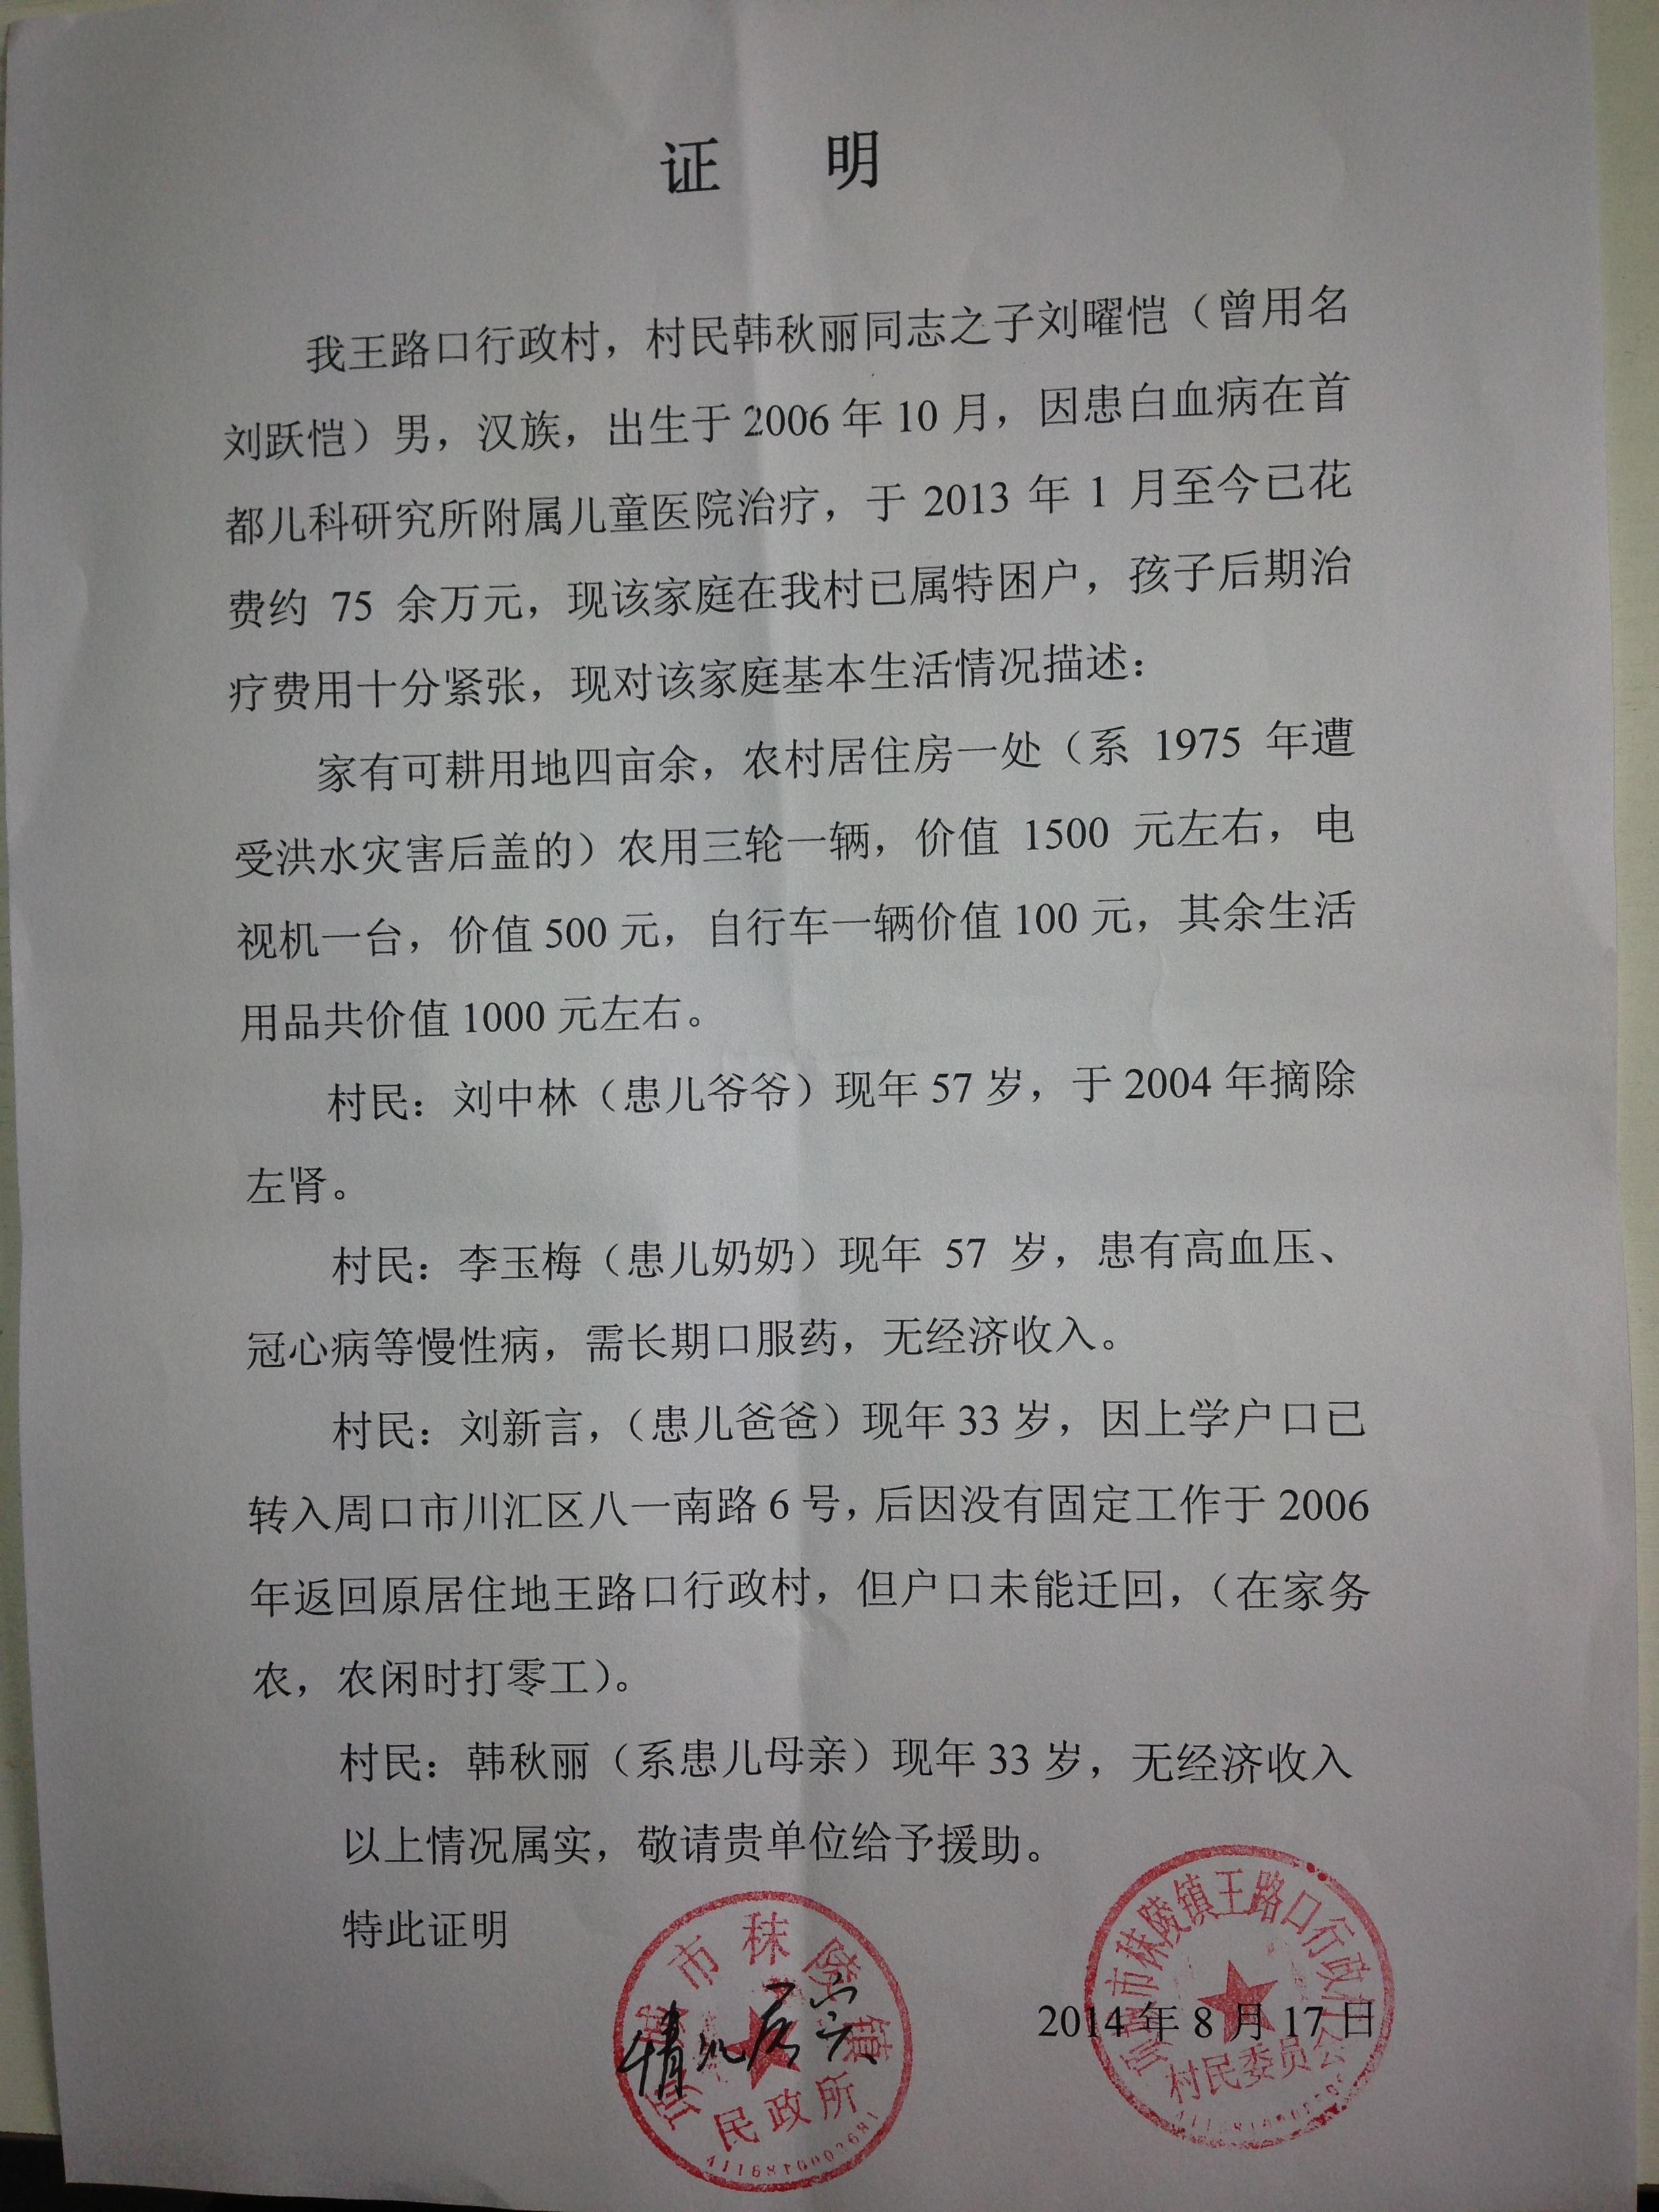 证 明
我王路口行政村，村民韩秋丽同志之子刘曜恺（曾用名
刘跃恺）男，汉族，出生于2006年10月，因患白血病在首
都儿科研究所附属儿童医院治疗，于 2013 年 1 月至今已花
费约 75 余万元，现该家庭在我村已属特困户，孩子后期治
疗费用十分紧张，现对该家庭基本生活情况描述：
家有可耕用地四亩余，农村居住房一处（系 1975 年遭
受洪水灾害后盖的）农用三轮一辆，价值 1500 元左右，电
视机一台，价值500元，自行车一辆价值100元，其余生活
用品共价值1000元左右。
村民：刘中林（患儿爷爷）现年57岁，于2004年摘除
左肾。
村民：李玉梅（患儿奶奶）现年 57 岁，患有高血压、
冠心病等慢性病，需长期口服药，无经济收入。
村民：刘新言，（患儿爸爸）现年33岁，因上学户口已
转入周口市川汇区八一南路6号，后因没有固定工作于2006
年返回原居住地王路口行政村，但户口未能迁回，（在家务
农，农闲时打零工）。
村民：韩秋丽（系患儿母亲）现年33岁，无经济收入
以上情况属实，敬请贵单位给予援助。
特此证明
市秣陵镇
情况属实
民政所
市秣陵镇王路口行政村
2014年8月17日
村民委员会